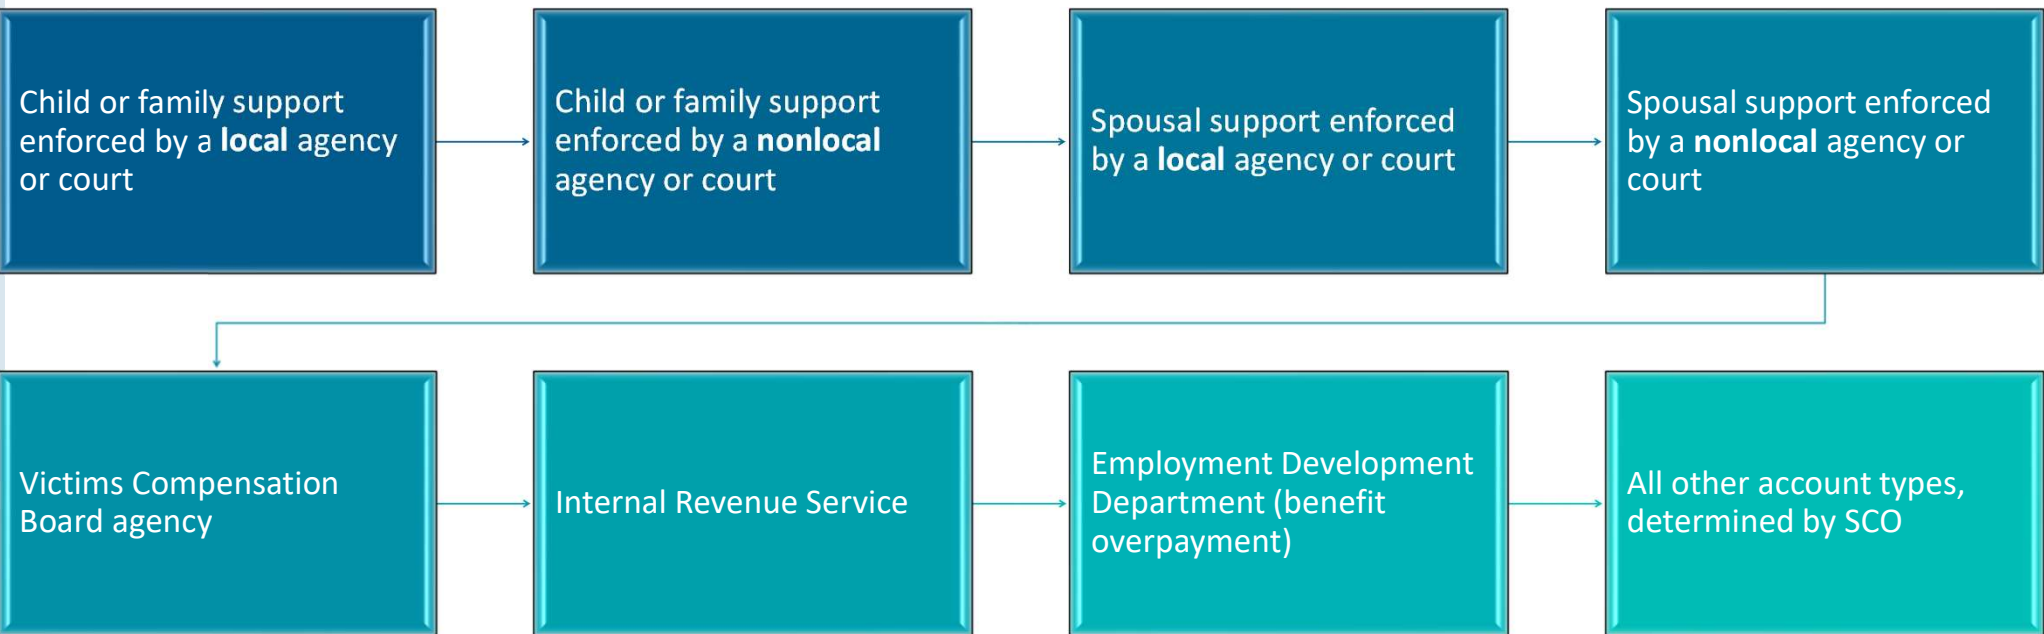 Child or family support
enforced by a local agency
or court
Child or family support
enforced by a nonlocal
agency or court
Spousal support enforced
by a local agency or court
Spousal support enforced
by a nonlocal agency or
court
Victims Compensation
Board agency
Internal Revenue Service
Employment Development
Department (benefit
overpayment)
All other account types,
determined by SCO